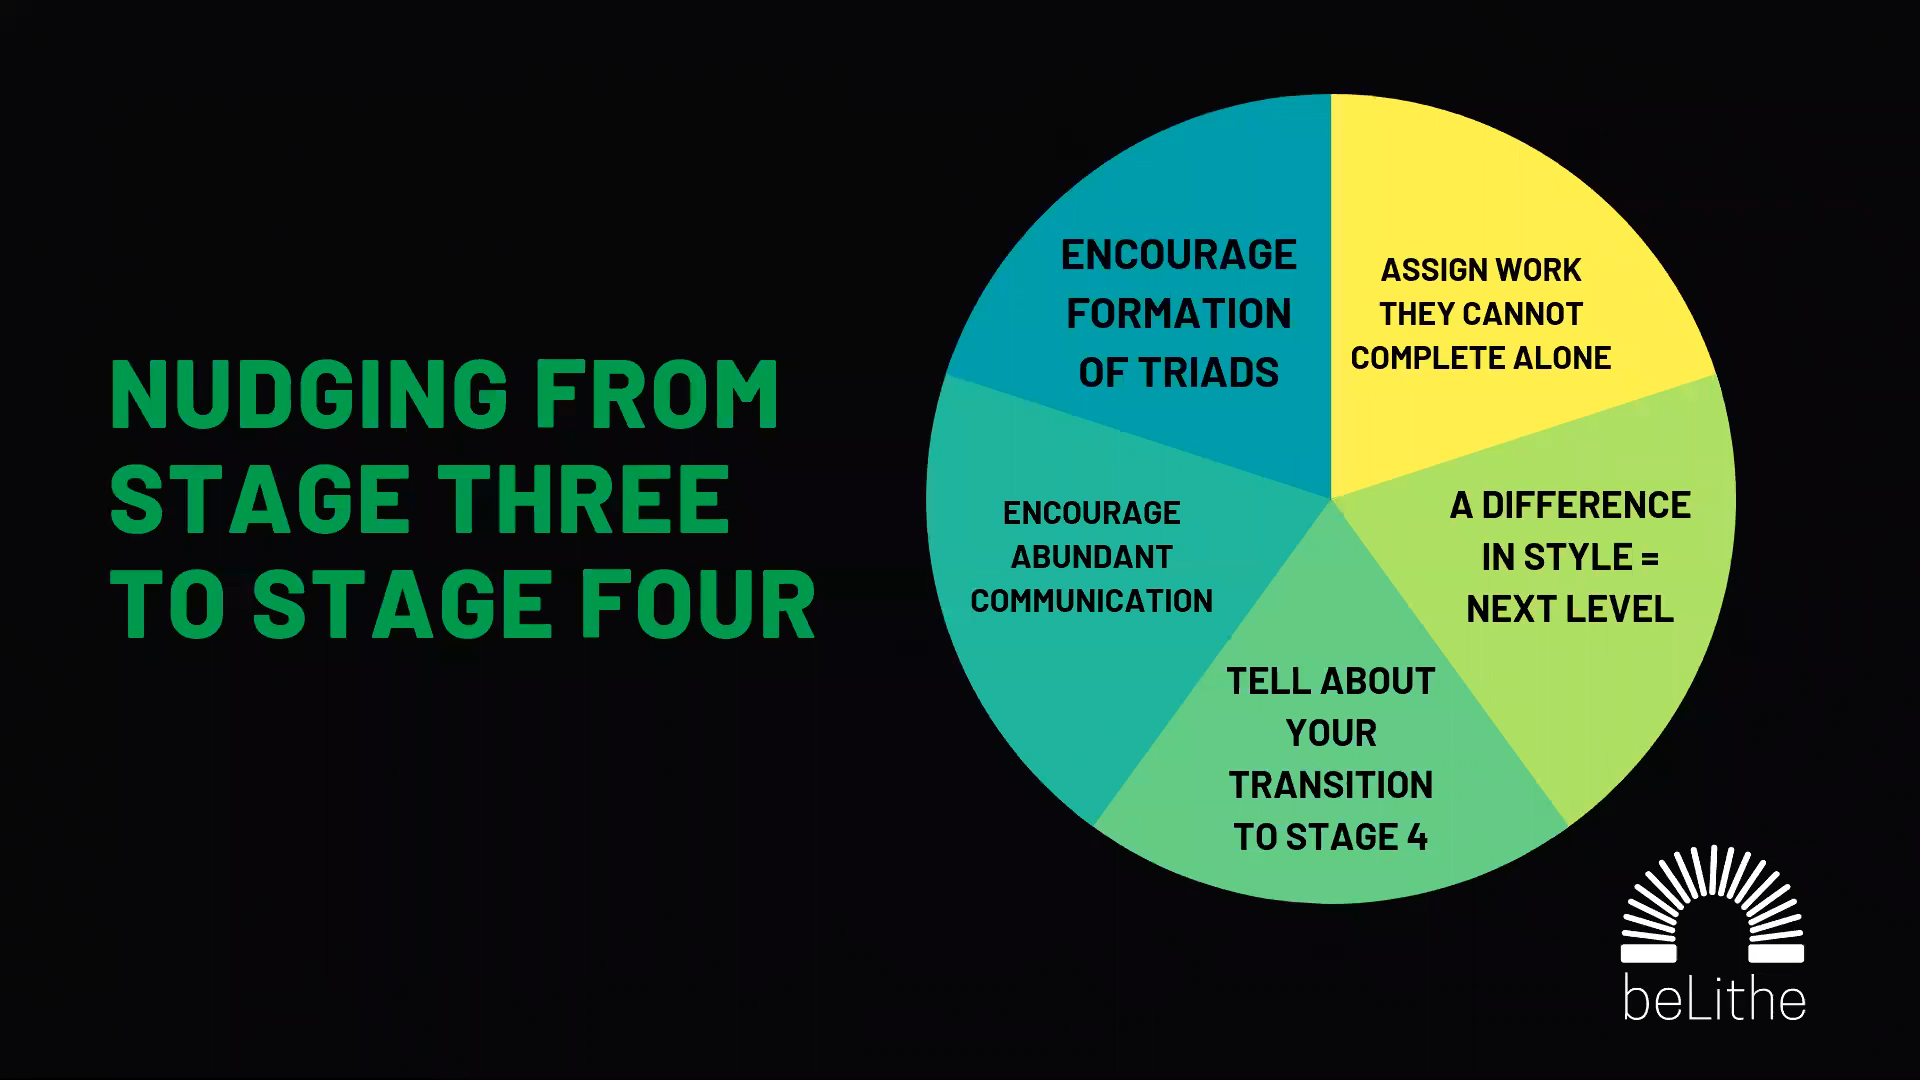 NUDGING FROM
STAGE THREE
TO STAGE FOUR
ENCOURAGE
FORMATION
OF TRIADS
ASSIGN WORK
THEY CANNOT
COMPLETE ALONE
A DIFFERENCE
IN STYLE =
NEXT LEVEL
TELL ABOUT
YOUR
TRANSITION
TO STAGE 4
ENCOURAGE
ABUNDANT
COMMUNICATION
beLithe